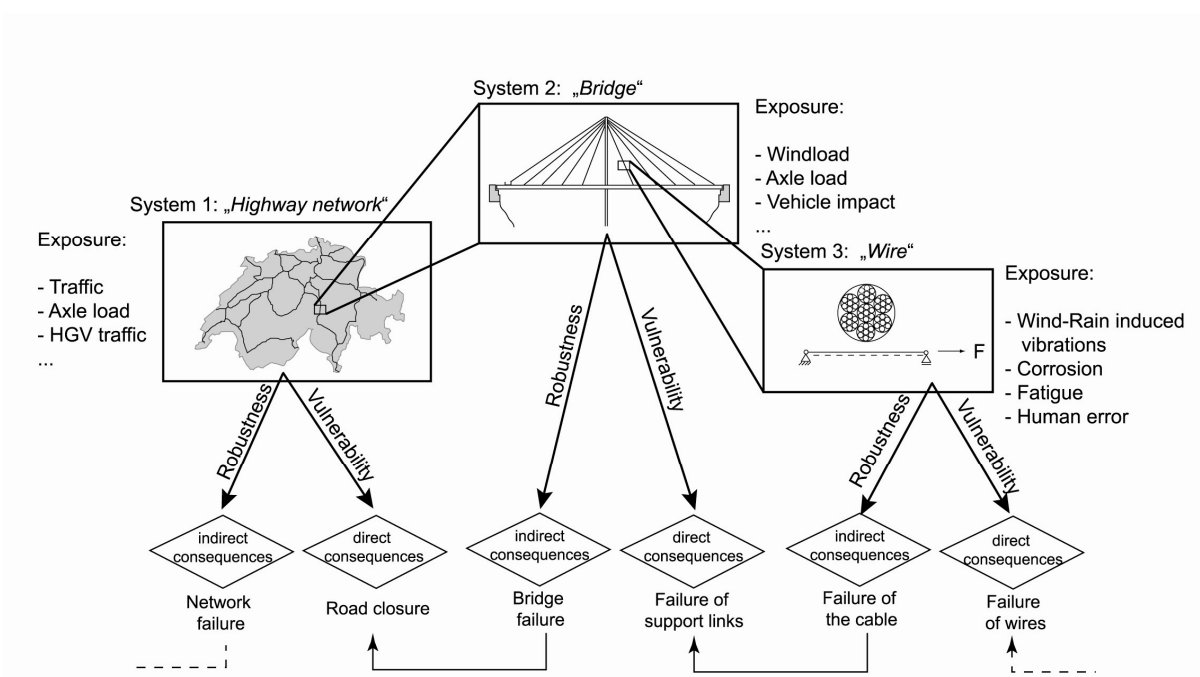 System 2: „Bridge“
Exposure:
- Windload
- Axle load
- Vehicle impact
...
System 1: „Highway network“
Exposure:
- Traffic
- Axle load
- HGV traffic
...
System 3: „Wire“
F
Exposure:
- Wind-Rain induced
vibrations
- Corrosion
- Fatigue
- Human error
Robustness
Vulnerability
Robustness
Vulnerability
Robustness
Vulnerability
indirect
consequences
direct
consequences
indirect
consequences
direct
consequences
indirect
consequences
direct
consequences
Network
failure
Road closure
Bridge
failure
Failure of
support links
Failure of
the cable
Failure
of wires